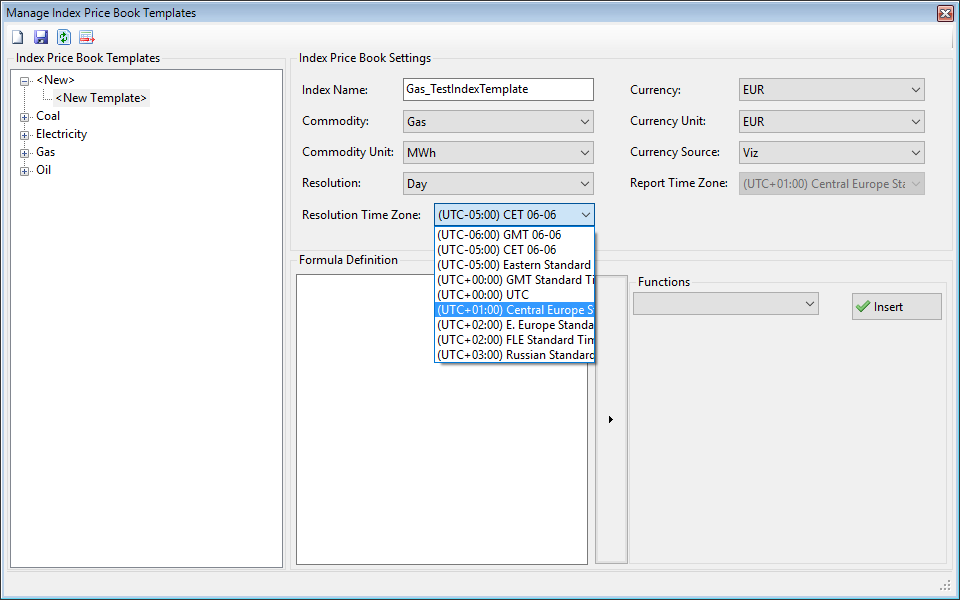 Manage Index Price Book Templates
Index Price Book Templates
<New>
<New Template>
Coal
Electricity
Gas
Oil
Index Price Book Settings
Index Name: Gas_TestIndexTemplate
Currency: EUR
Commodity: Gas
Currency Unit: EUR
Commodity Unit: MWh
Currency Source: Viz
Resolution: Day
Report Time Zone: (UTC+01:00) Central Europe Sta
Resolution Time Zone: (UTC-05:00) CET 06-06
(UTC-06:00) GMT 06-06
(UTC-05:00) CET 06-06
(UTC-05:00) Eastern Standard
(UTC+00:00) GMT Standard Ti
(UTC+00:00) UTC
(UTC+01:00) Central Europe S
(UTC+02:00) E. Europe Standa
(UTC+02:00) FLE Standard Tim
(UTC+03:00) Russian Standard
Formula Definition
Functions
Insert